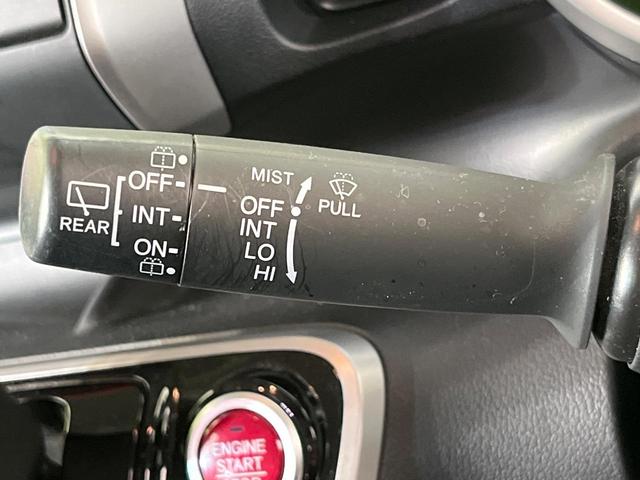 REAR
OFF
INT
ON
MIST
OFF
INT
LO
HI
PULL
ENGINE
START